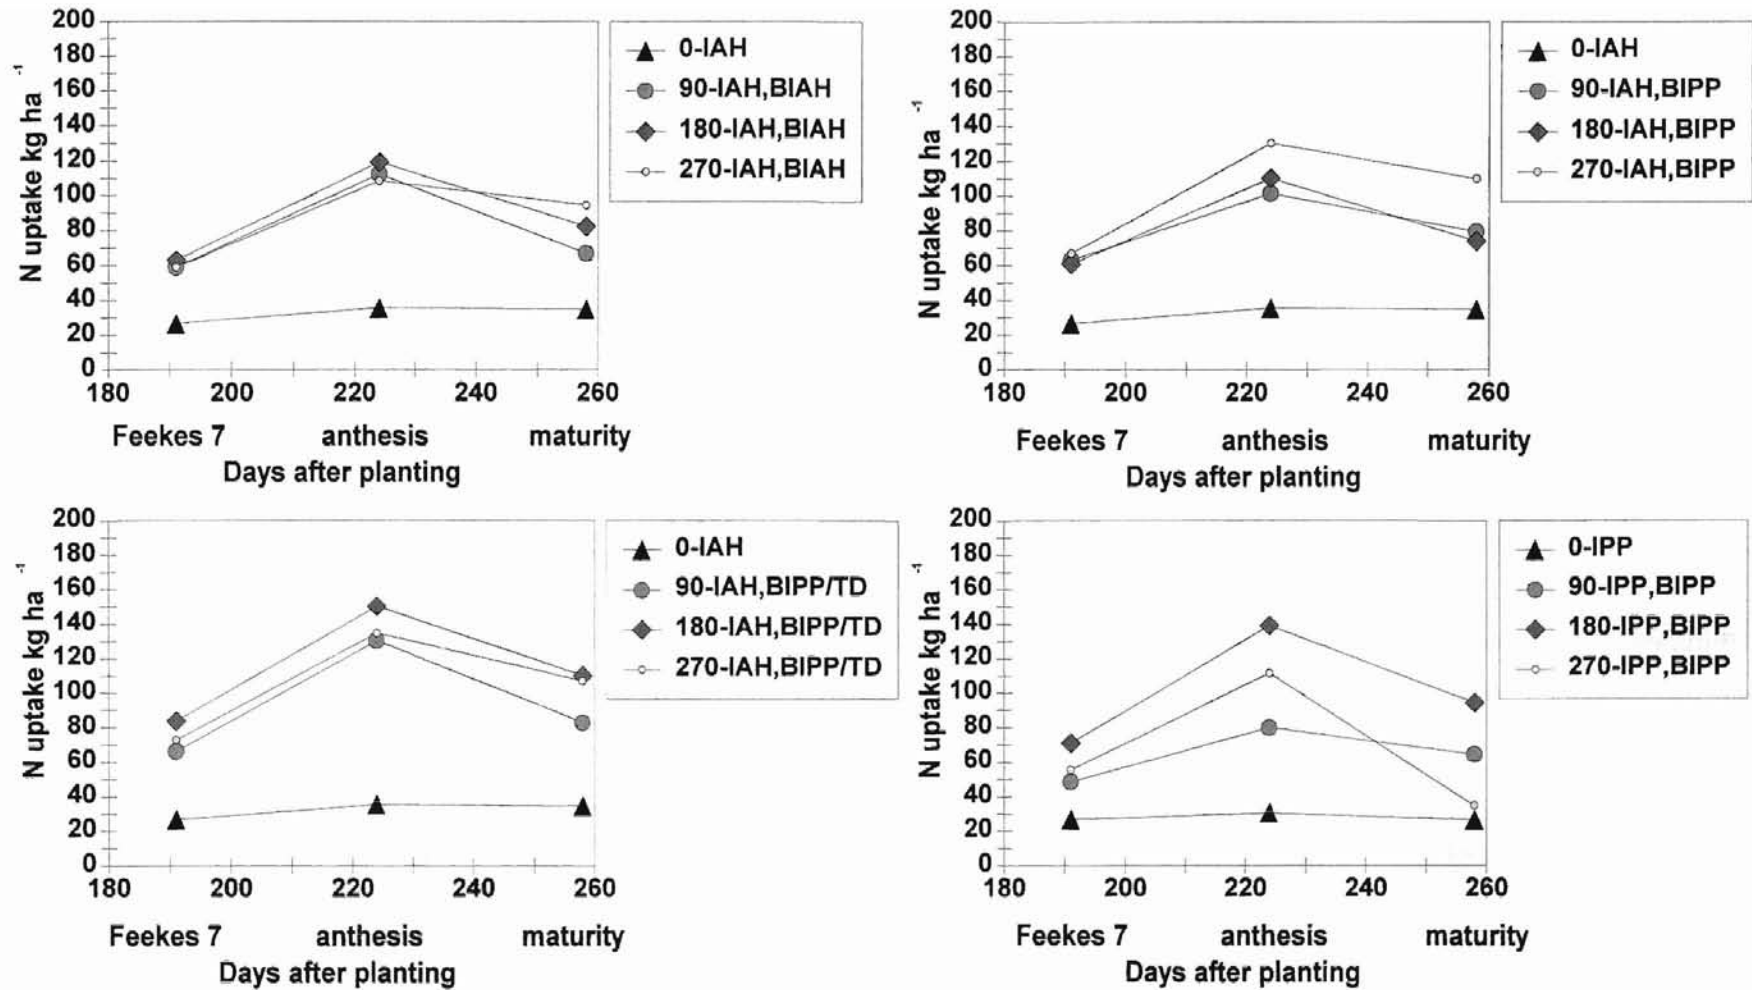 N uptake kg ha -1
200
180
160
140
120
100
80
60
40
20
0
180 200 220 240 260
Feekes 7 anthesis maturity
Days after planting
0-IAH
90-IAH,BIAH
180-IAH,BIAH
270-IAH,BIAH
N uptake kg ha -1
200
180
160
140
120
100
80
60
40
20
0
180 200 220 240 260
Feekes 7 anthesis maturity
Days after planting
0-IAH
90-IAH,BIPP
180-IAH,BIPP
270-IAH,BIPP
N uptake kg ha -1
200
180
160
140
120
100
80
60
40
20
0
180 200 220 240 260
Feekes 7 anthesis maturity
Days after planting
0-IAH
90-IAH,BIPP/TD
180-IAH,BIPP/TD
270-IAH,BIPP/TD
N uptake kg ha -1
200
180
160
140
120
100
80
60
40
20
0
180 200 220 240 260
Feekes 7 anthesis maturity
Days after planting
0-IPP
90-IPP,BIPP
180-IPP,BIPP
270-IPP,BIPP